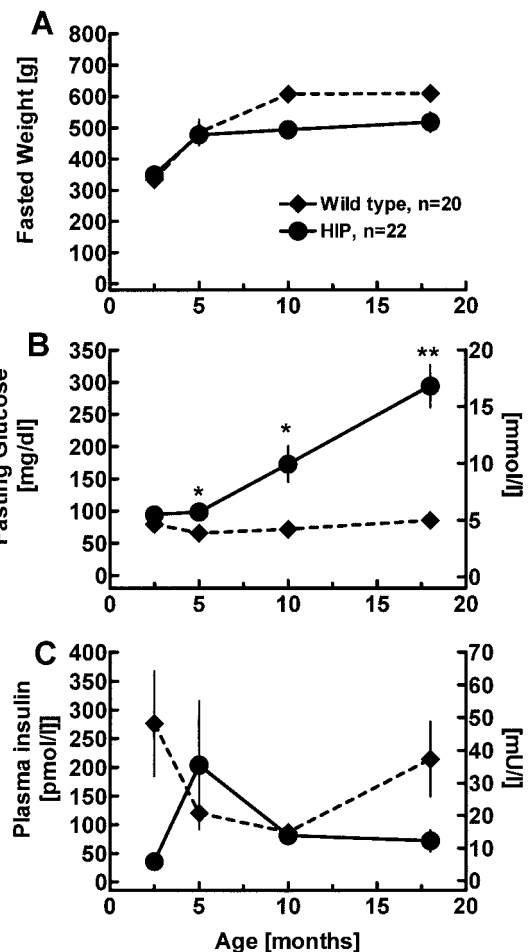 A
Fasted Weight [g]
800
700
600
500
400
300
200
100
0
Wild type, n=20
HIP, n=22
0 5 10 15 20
B
Fasting Glucose
[mg/dl]
350
300
250
200
150
100
50
0
*
*
**
20
15
10
5
0
[mmol/l]
0 5 10 15 20
C
Plasma insulin
[pmol/l]]
400
350
300
250
200
150
100
50
0
70
60
50
40
30
20
10
0
[mU/l]
0 5 10 15 20
Age [months]